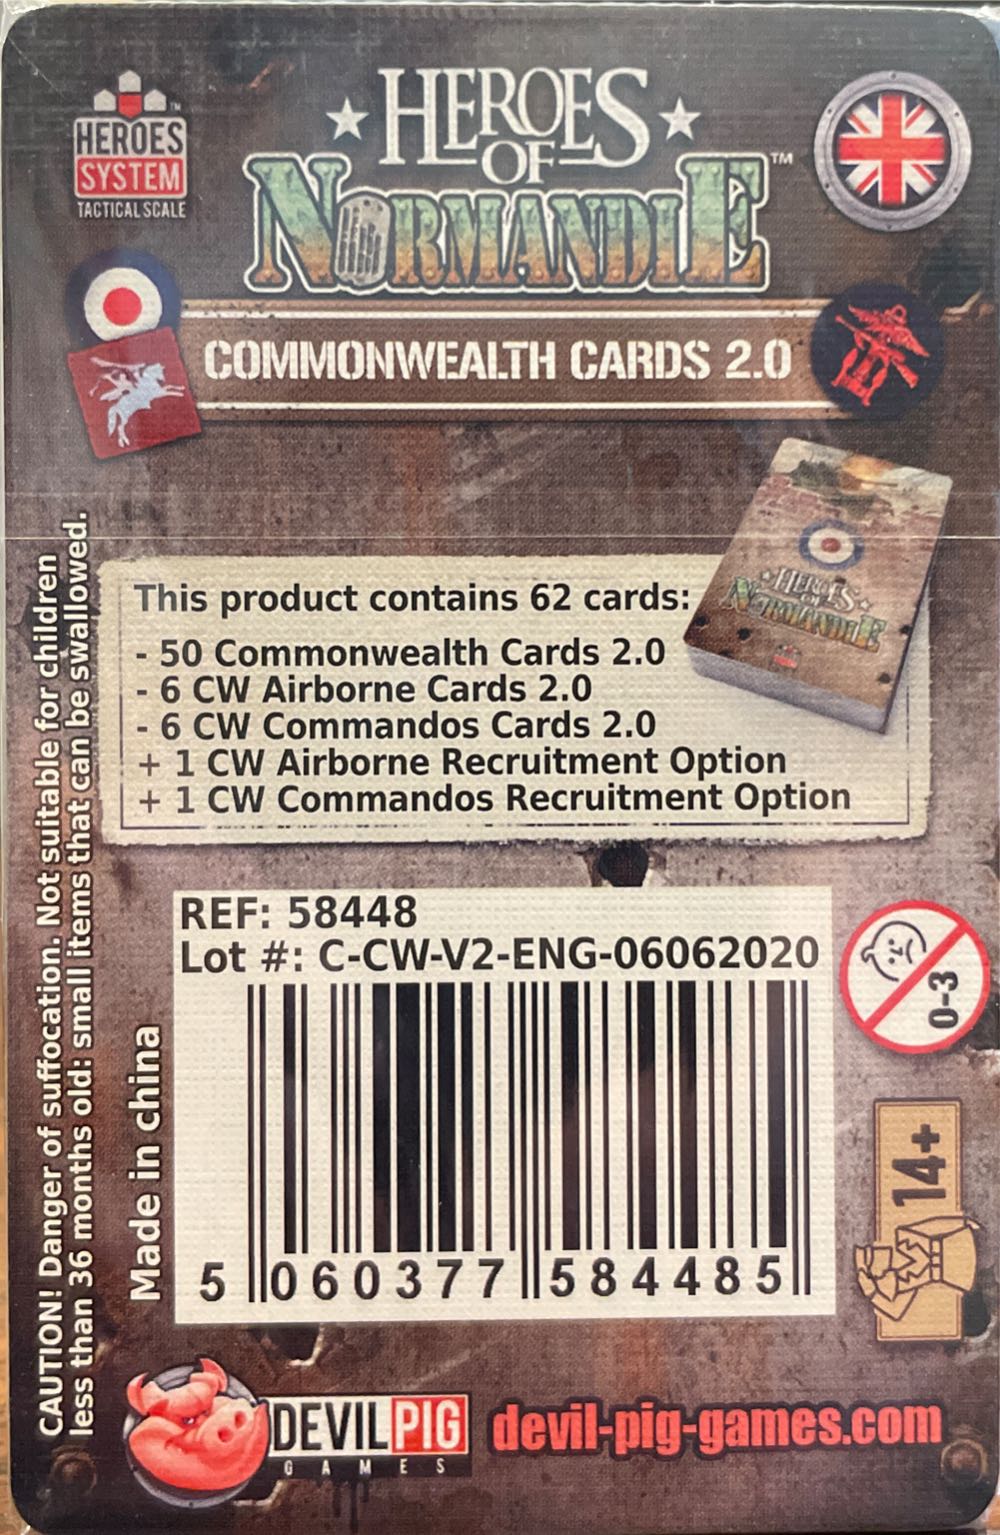 HEROES
SYSTEM
TACTICAL SCALE
HEROES
OF
NORMANDIE™
COMMONWEALTH CARDS 2.0
HEROES
OF
NORMANDIE
This product contains 62 cards:
- 50 Commonwealth Cards 2.0
- 6 CW Airborne Cards 2.0
- 6 CW Commandos Cards 2.0
+ 1 CW Airborne Recruitment Option
+ 1 CW Commandos Recruitment Option
CAUTION! Danger of suffocation. Not suitable for children
less than 36 months old: small items that can be swallowed.
Made in china
REF: 58448
Lot #: C-CW-V2-ENG-06062020
5 060377 584485
0-3
14+
DEVIL PIG
GAMES
devil-pig-games.com